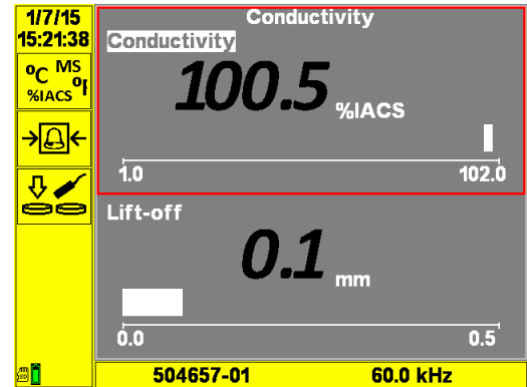 1/7/15
15:21:38
ºC MS
%IACS
Conductivity
Conductivity
100.5 %IACS
1.0 102.0
Lift-off
0.1 mm
0.0 0.5
504657-01 60.0 kHz